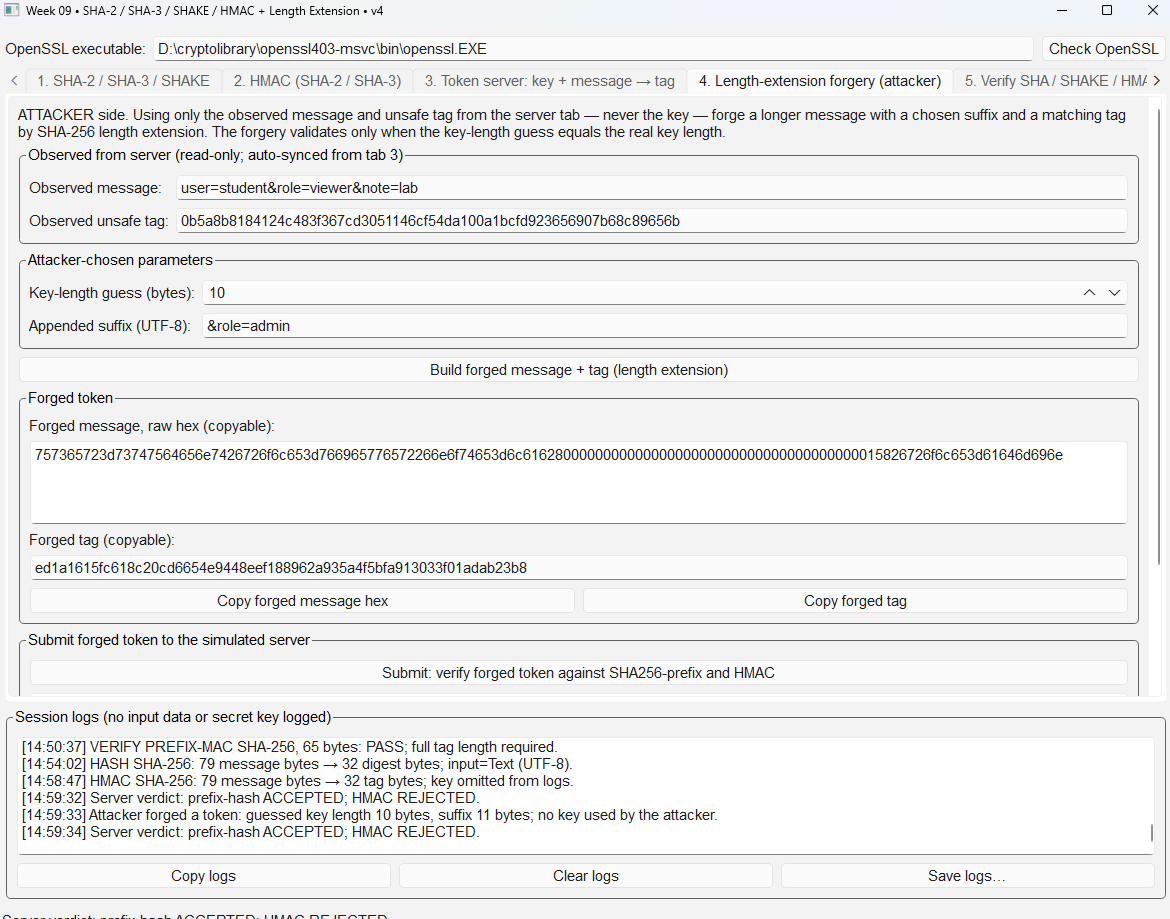 Week 09 • SHA-2 / SHA-3 / SHAKE / HMAC + Length Extension • v4
OpenSSL executable: D:\cryptolibrary\openssl403-msvc\bin\openssl.EXE Check OpenSSL
1. SHA-2 / SHA-3 / SHAKE 2. HMAC (SHA-2 / SHA-3) 3. Token server: key + message → tag 4. Length-extension forgery (attacker) 5. Verify SHA / SHAKE / HMA
ATTACKER side. Using only the observed message and unsafe tag from the server tab — never the key — forge a longer message with a chosen suffix and a matching tag
by SHA-256 length extension. The forgery validates only when the key-length guess equals the real key length.
Observed from server (read-only; auto-synced from tab 3)
Observed message: user=student&role=viewer&note=lab
Observed unsafe tag: 0b5a8b8184124c483f367cd3051146cf54da100a1bcfd923656907b68c89656b
Attacker-chosen parameters
Key-length guess (bytes): 10
Appended suffix (UTF-8): &role=admin
Build forged message + tag (length extension)
Forged token
Forged message, raw hex (copyable):
757365723d73747564656e7426726f6c653d766965776572266e6f74653d6c616280000000000000000000000000000000000000000000015826726f6c653d61646d696e
Forged tag (copyable):
ed1a1615fc618c20cd6654e9448eef188962a935a4f5bfa913033f01adab23b8
Copy forged message hex Copy forged tag
Submit forged token to the simulated server
Submit: verify forged token against SHA256-prefix and HMAC
Session logs (no input data or secret key logged)
[14:50:37] VERIFY PREFIX-MAC SHA-256, 65 bytes: PASS; full tag length required.
[14:54:02] HASH SHA-256: 79 message bytes → 32 digest bytes; input=Text (UTF-8).
[14:58:47] HMAC SHA-256: 79 message bytes → 32 tag bytes; key omitted from logs.
[14:59:32] Server verdict: prefix-hash ACCEPTED; HMAC REJECTED.
[14:59:33] Attacker forged a token: guessed key length 10 bytes, suffix 11 bytes; no key used by the attacker.
[14:59:34] Server verdict: prefix-hash ACCEPTED; HMAC REJECTED.
Copy logs Clear logs Save logs…
Server verdict: prefix-hash ACCEPTED; HMAC REJECTED